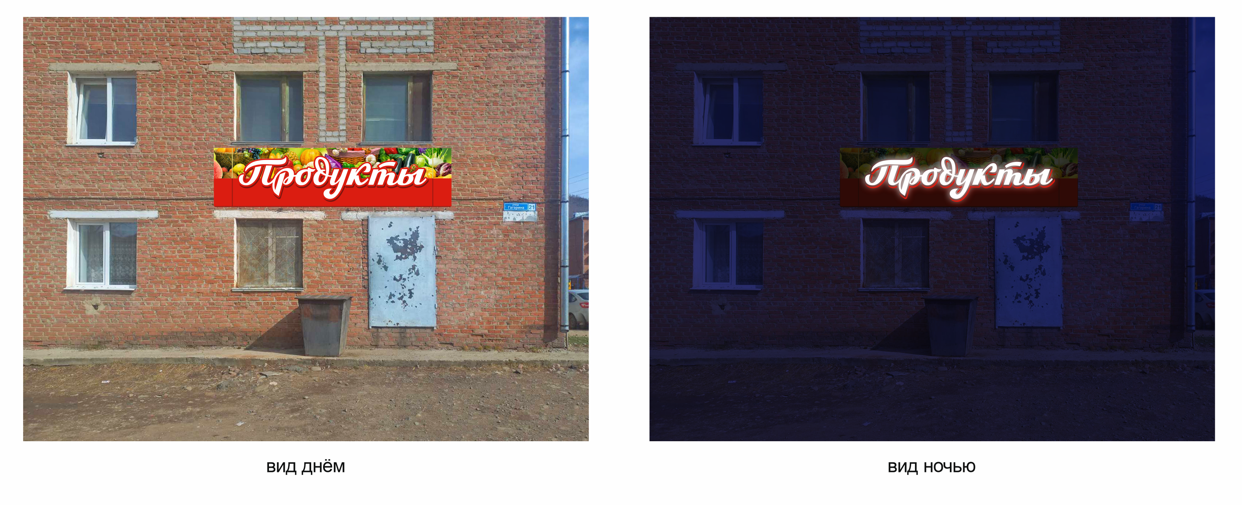 Продукты
Продукты
вид днём
вид ночью